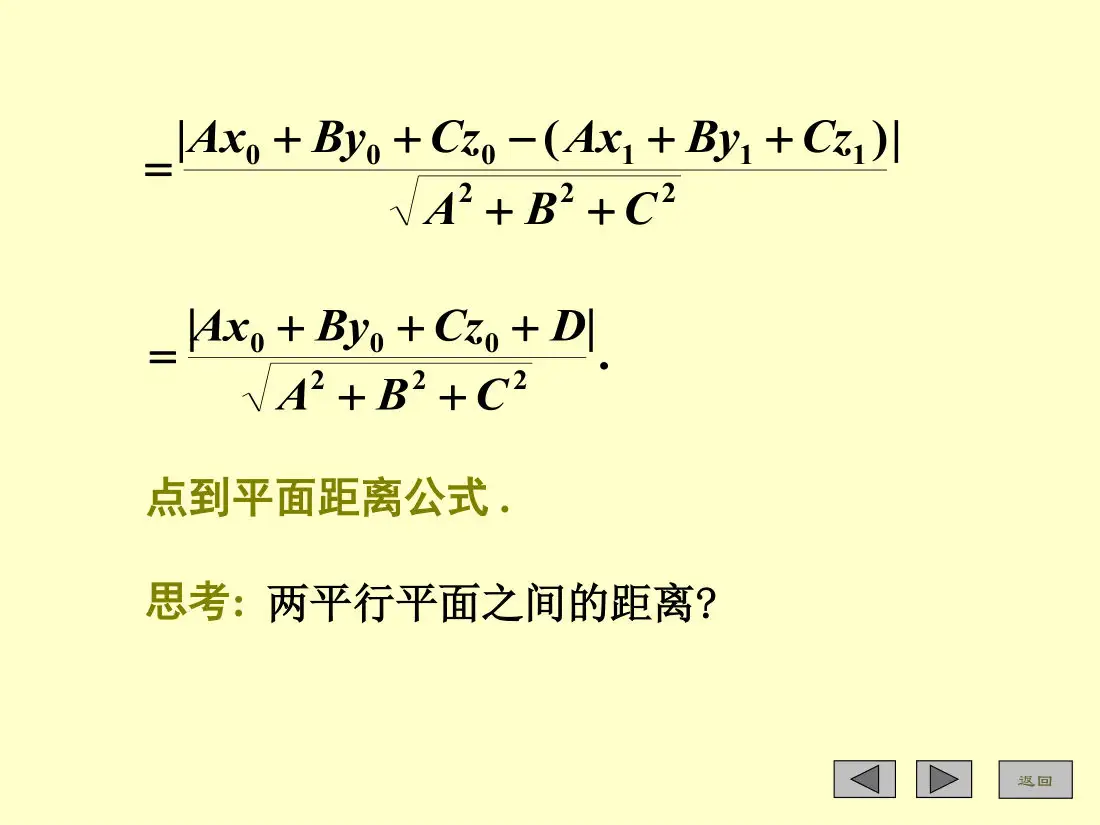 =|Ax₀+By₀+Cz₀−(Ax₁+By₁+Cz₁)|
√A²+B²+C²
=|Ax₀+By₀+Cz₀+D|.
√A²+B²+C²
点到平面距离公式.
思考: 两平行平面之间的距离?
返回